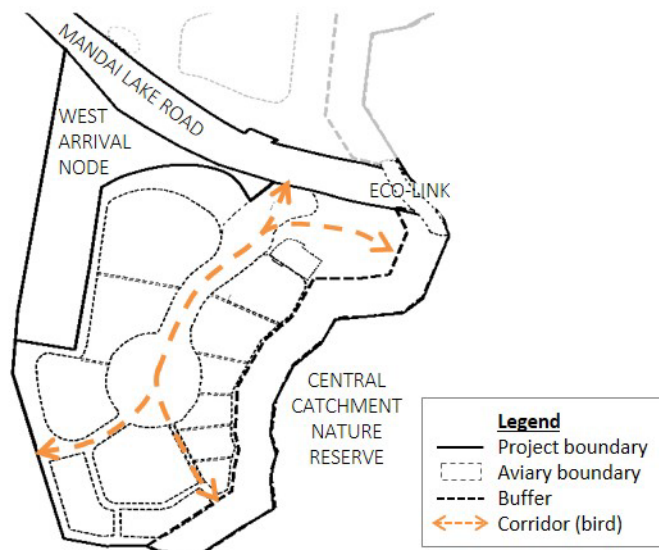 MANDAI LAKE ROAD
WEST
ARRIVAL
NODE
ECO-LINK
CENTRAL
CATCHMENT
NATURE
RESERVE
Legend
Project boundary
Aviary boundary
Buffer
Corridor (bird)